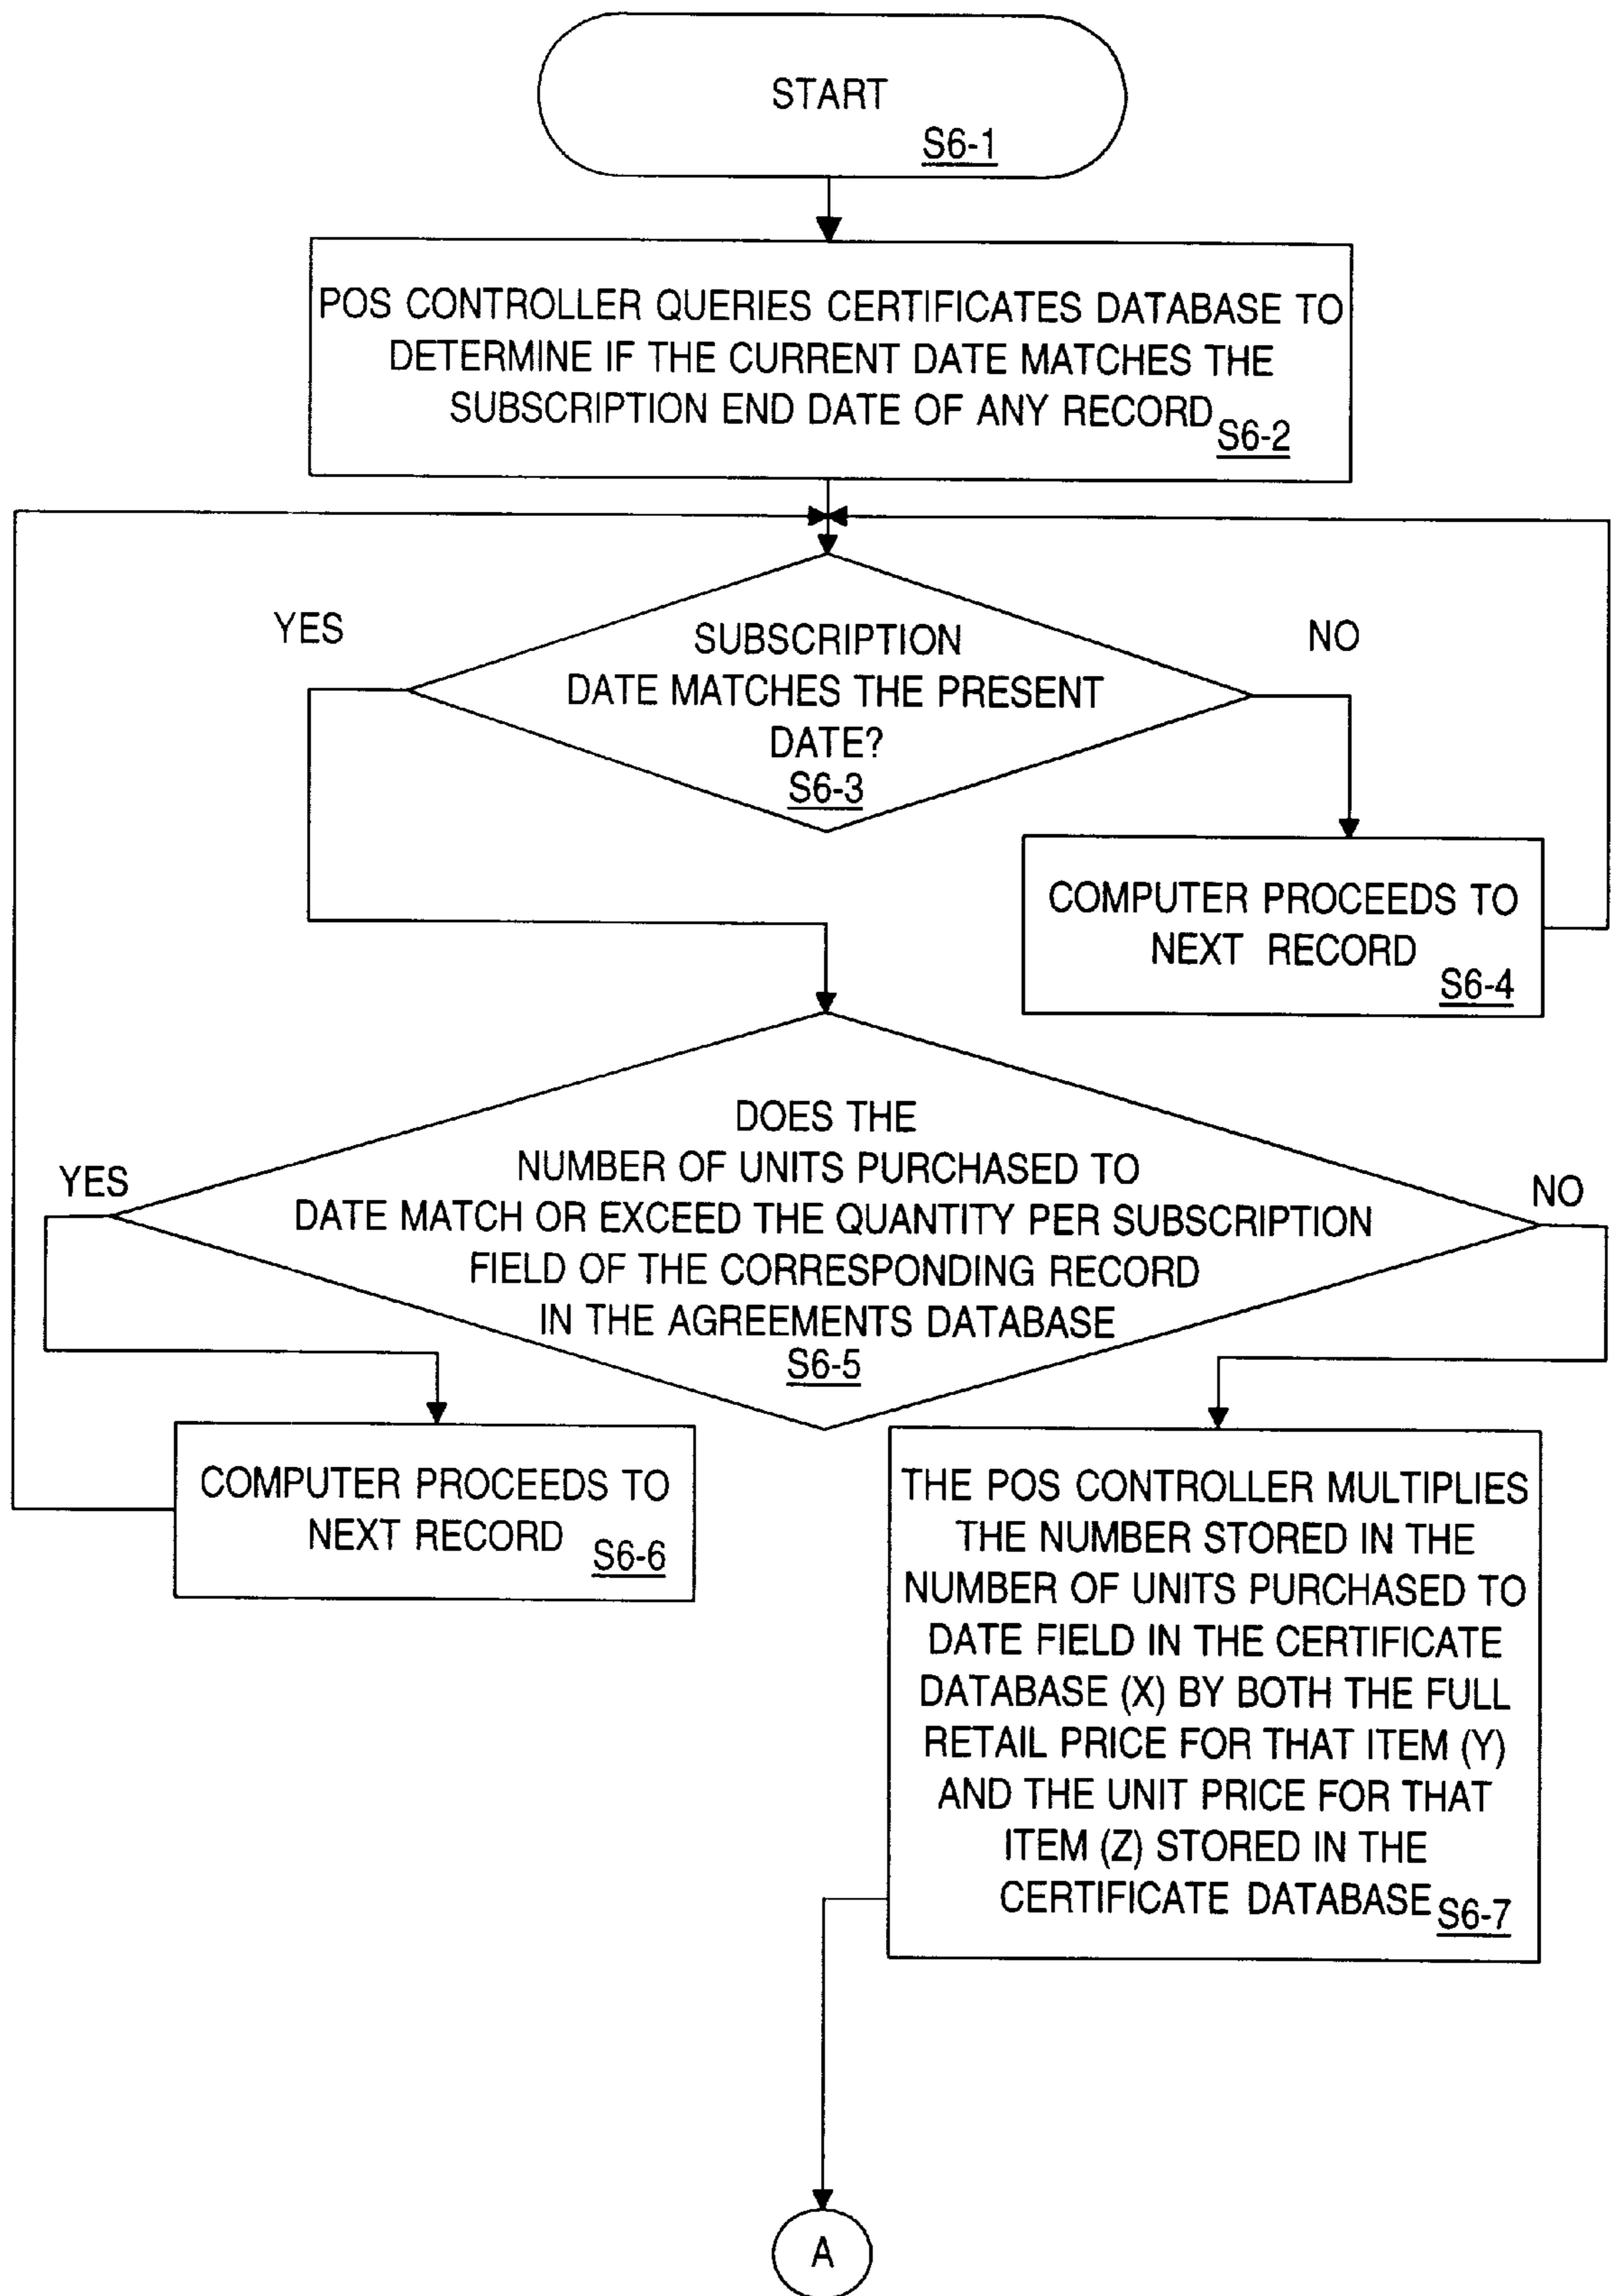 START
S6-1
POS CONTROLLER QUERIES CERTIFICATES DATABASE TO
DETERMINE IF THE CURRENT DATE MATCHES THE
SUBSCRIPTION END DATE OF ANY RECORD
S6-2
YES
NO
SUBSCRIPTION
DATE MATCHES THE PRESENT
DATE?
S6-3
COMPUTER PROCEEDS TO
NEXT RECORD
S6-4
DOES THE
NUMBER OF UNITS PURCHASED TO
DATE MATCH OR EXCEED THE QUANTITY PER SUBSCRIPTION
FIELD OF THE CORRESPONDING RECORD
IN THE AGREEMENTS DATABASE
S6-5
YES
NO
COMPUTER PROCEEDS TO
NEXT RECORD
S6-6
THE POS CONTROLLER MULTIPLIES
THE NUMBER STORED IN THE
NUMBER OF UNITS PURCHASED TO
DATE FIELD IN THE CERTIFICATE
DATABASE (X) BY BOTH THE FULL
RETAIL PRICE FOR THAT ITEM (Y)
AND THE UNIT PRICE FOR THAT
ITEM (Z) STORED IN THE
CERTIFICATE DATABASE
S6-7
A